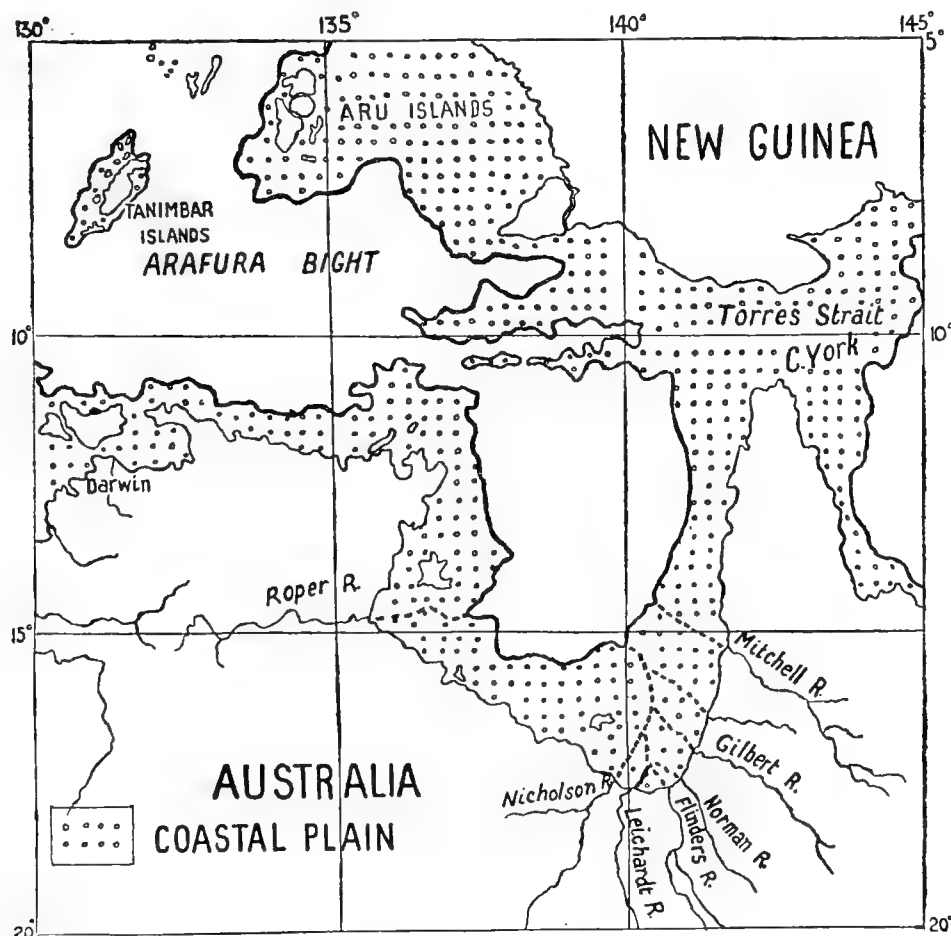 130°
135°
140°
145°
5°
ARU ISLANDS
NEW GUINEA
TANIMBAR
ISLANDS
ARAFURA BIGHT
Torres Strait
10°
10°
C. York
Darwin
Roper R.
15°
Mitchell R.
Gilbert R.
AUSTRALIA
Nicholson R.
Norman R.
Flinders R.
Leichardt R.
COASTAL PLAIN
20°
20°